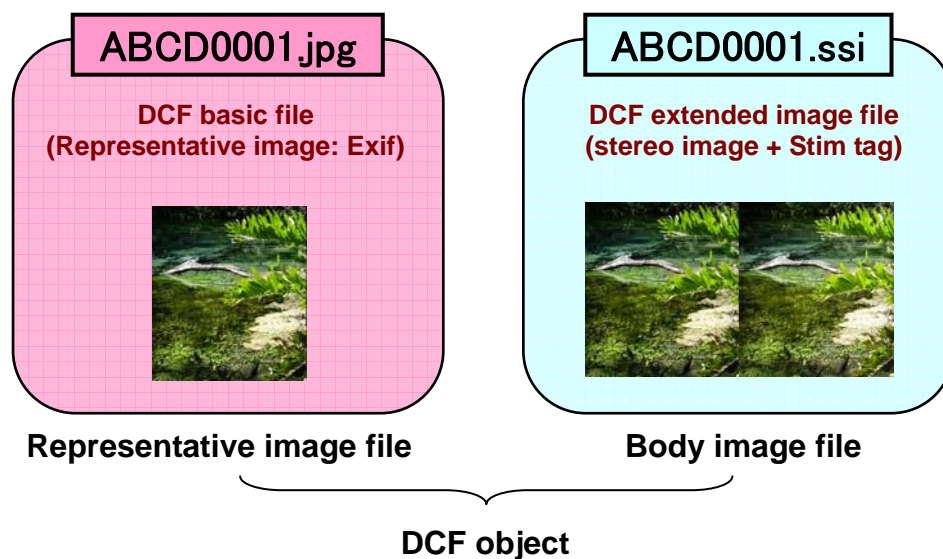 ABCD0001.jpg
DCF basic file
(Representative image: Exif)
Representative image file
ABCD0001.ssi
DCF extended image file
(stereo image + Stim tag)
Body image file
DCF object